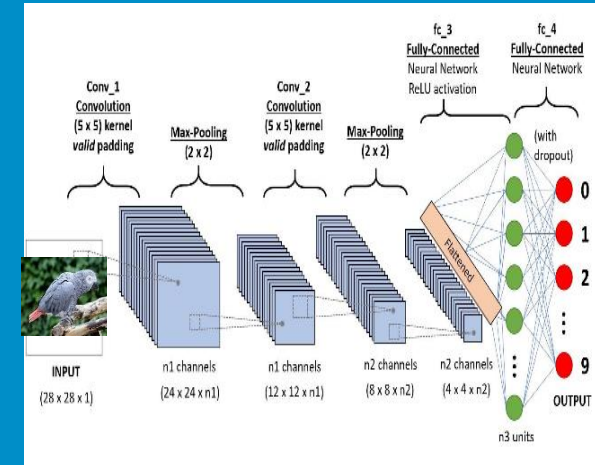 fc_3
Fully-Connected
Neural Network
ReLU activation
fc_4
Fully-Connected
Neural Network
Conv_1
Convolution
(5 x 5) kernel
valid padding
Max-Pooling
(2 x 2)
Conv_2
Convolution
(5 x 5) kernel
valid padding
Max-Pooling
(2 x 2)
(with
dropout)
Flattened
0
1
2
9
INPUT
(28 x 28 x 1)
n1 channels
(24 x 24 x n1)
n1 channels
(12 x 12 x n1)
n2 channels
(8 x 8 x n2)
n2 channels
(4 x 4 x n2)
OUTPUT
n3 units